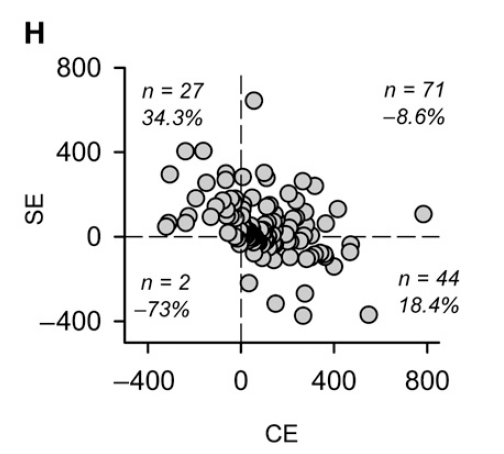 H
800
n = 27
34.3%
n = 71
–8.6%
400
SE
0
n = 2
–73%
n = 44
18.4%
–400
–400
0
400
800
CE